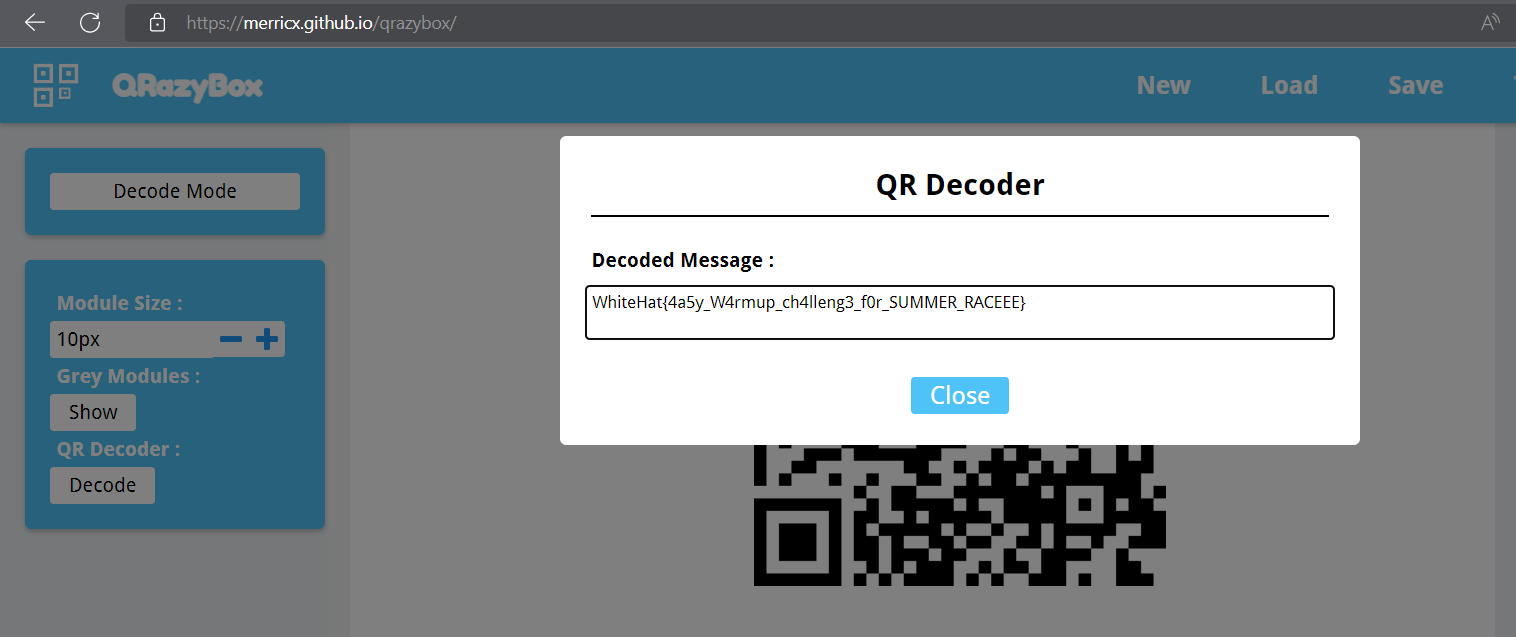 https://merricx.github.io/qrazybox/
A
QRazyBox
New Load Save
Decode Mode
QR Decoder
Decoded Message :
WhiteHat{4a5y_W4rmup_ch4lleng3_f0r_SUMMER_RACEEE}
Close
Module Size :
10px
Grey Modules :
Show
QR Decoder :
Decode